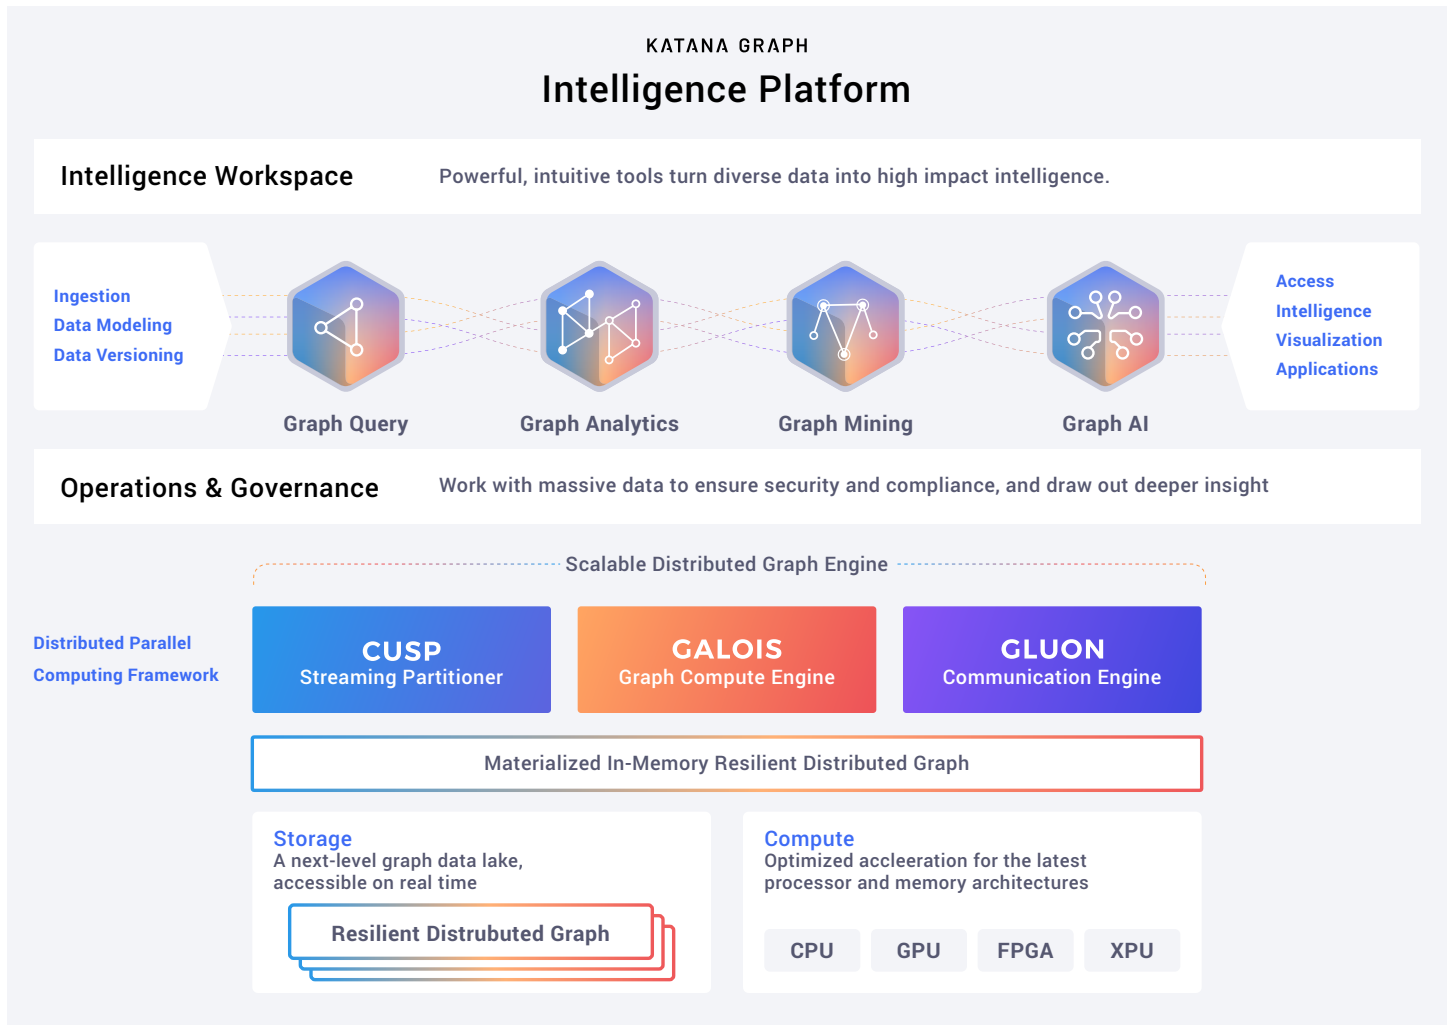 KATANA GRAPH
Intelligence Platform
Intelligence Workspace
Powerful, intuitive tools turn diverse data into high impact intelligence.
Ingestion
Data Modeling
Data Versioning
Graph Query
Graph Analytics
Graph Mining
Graph AI
Access
Intelligence
Visualization
Applications
Operations & Governance
Work with massive data to ensure security and compliance, and draw out deeper insight
Scalable Distributed Graph Engine
Distributed Parallel
Computing Framework
CUSP
Streaming Partitioner
GALOIS
Graph Compute Engine
GLUON
Communication Engine
Materialized In-Memory Resilient Distributed Graph
Storage
A next-level graph data lake,
accessible on real time
Resilient Distrubuted Graph
Compute
Optimized accleeration for the latest
processor and memory architectures
CPU
GPU
FPGA
XPU